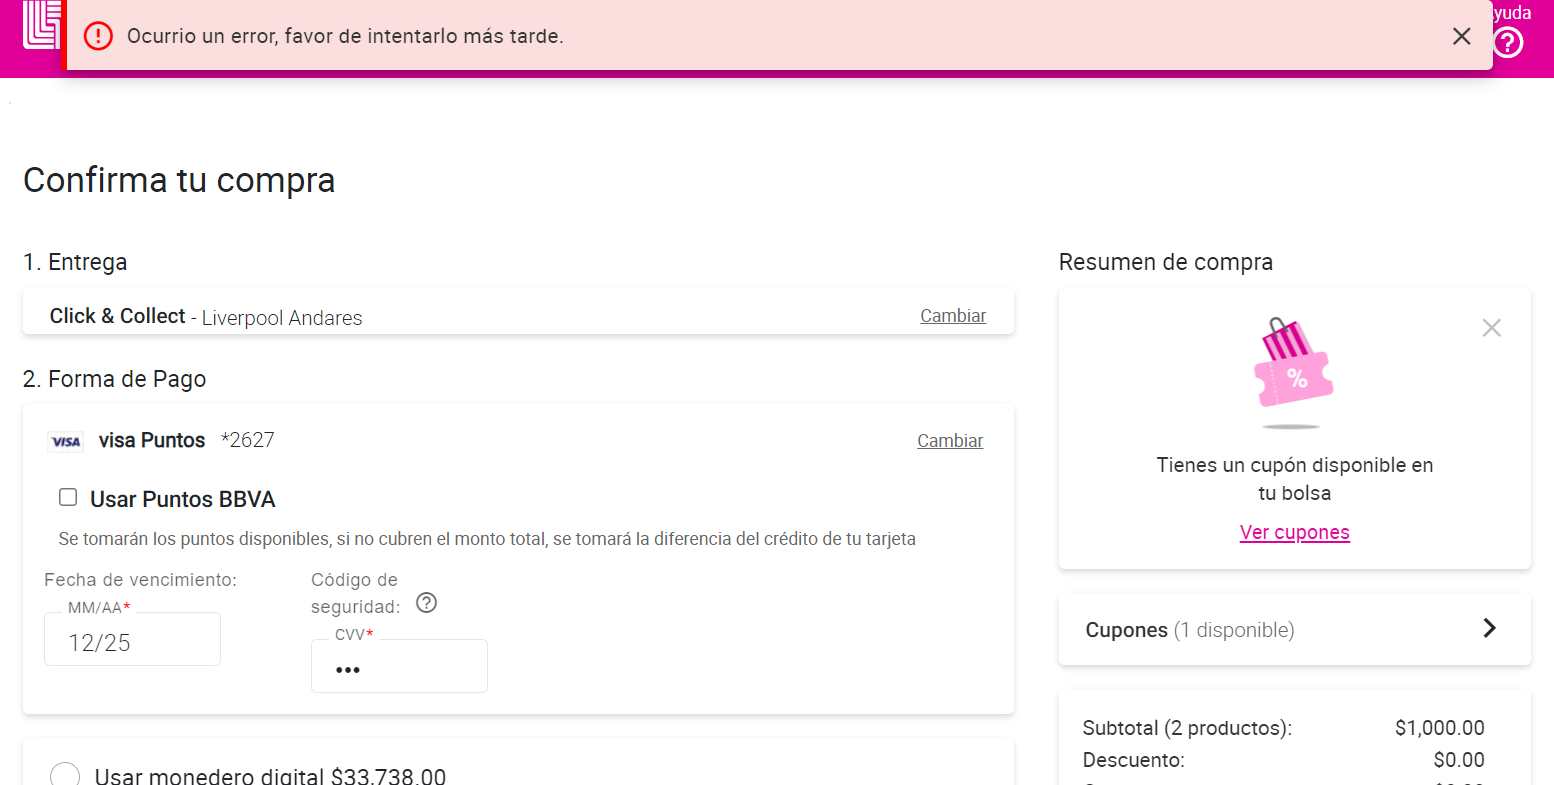 Ocurrio un error, favor de intentarlo más tarde.
yuda
Confirma tu compra
1. Entrega
Click & Collect - Liverpool Andares
Cambiar
2. Forma de Pago
VISA visa Puntos *2627
Cambiar
Usar Puntos BBVA
Se tomarán los puntos disponibles, si no cubren el monto total, se tomará la diferencia del crédito de tu tarjeta
Fecha de vencimiento:
MM/AA*
12/25
Código de
seguridad:
CVV*
•••
Usar monedero digital $33,738.00
Resumen de compra
%
Tienes un cupón disponible en
tu bolsa
Ver cupones
Cupones (1 disponible)
Subtotal (2 productos): $1,000.00
Descuento: $0.00